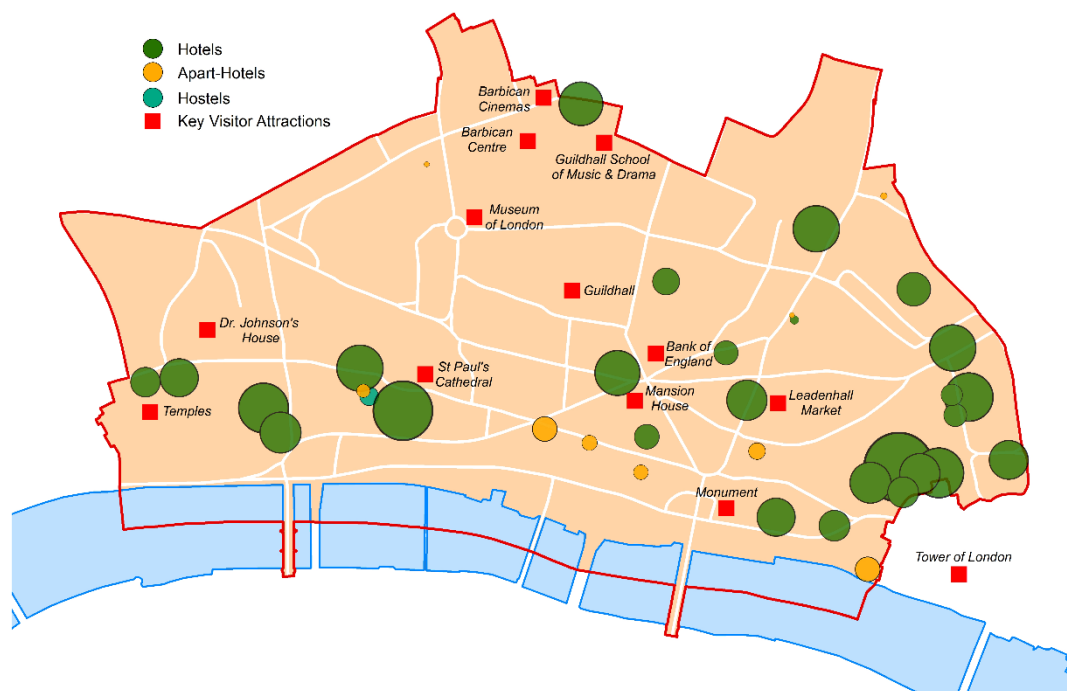 Hotels
Apart-Hotels
Hostels
Key Visitor Attractions
Barbican
Cinemas
Barbican
Centre
Guildhall School
of Music & Drama
Museum
of London
Guildhall
Dr. Johnson's
House
Bank of
England
St Paul's
Cathedral
Mansion
House
Leadenhall
Market
Temples
Monument
Tower of London